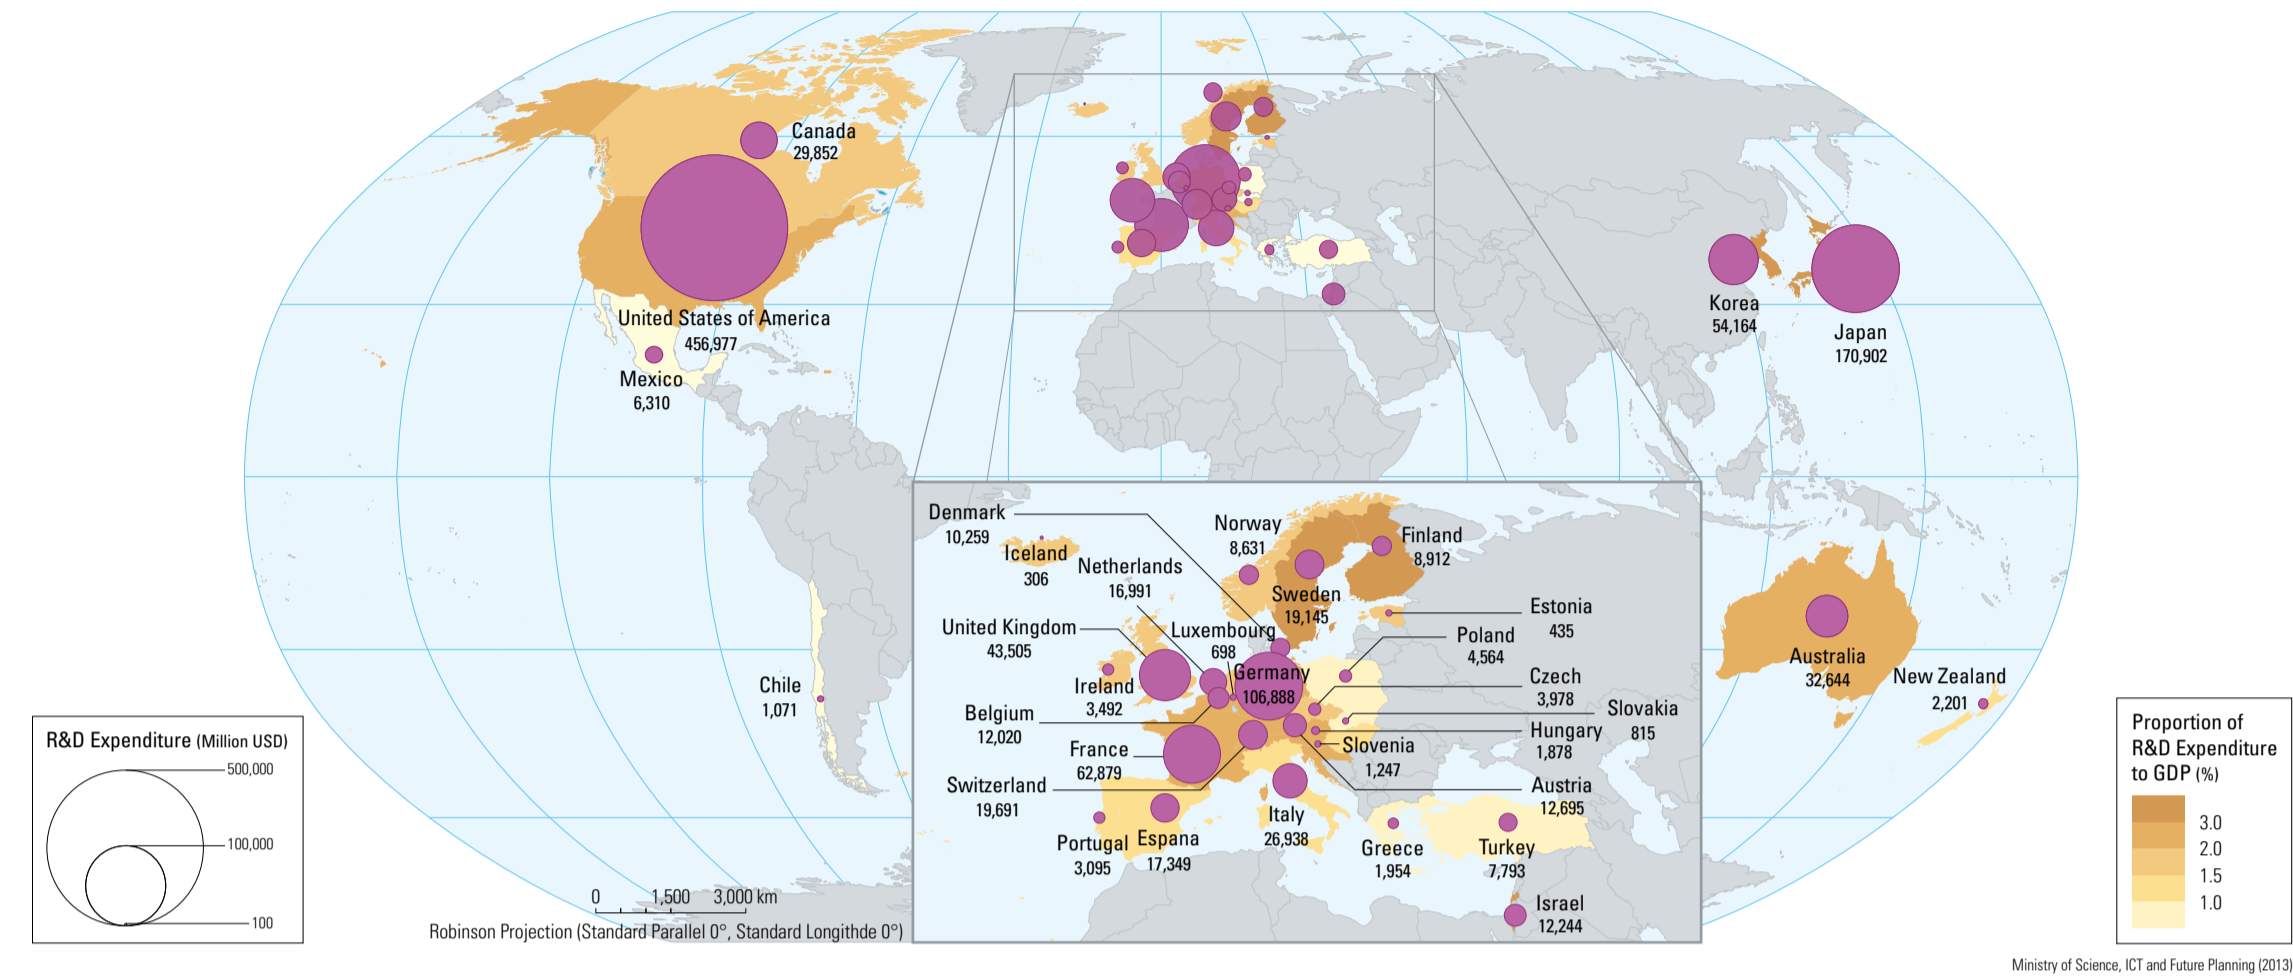 Canada
29,852
United States of America
456,977
Mexico
6,310
Korea
54,164
Japan
170,902
Chile
1,071
Australia
32,644
New Zealand
2,201
Denmark
10,259
Iceland
306
Netherlands
16,991
Norway
8,631
Finland
8,912
Sweden
19,145
United Kingdom
43,505
Luxembourg
698
Germany
106,888
Ireland
3,492
Belgium
12,020
France
62,879
Switzerland
19,691
Portugal
3,095
Espana
17,349
Italy
26,938
Estonia
435
Poland
4,564
Czech
3,978
Slovakia
815
Hungary
1,878
Slovenia
1,247
Austria
12,695
Greece
1,954
Turkey
7,793
Israel
12,244
R&D Expenditure (Million USD)
500,000
100,000
100
0 1,500 3,000 km
Robinson Projection (Standard Parallel 0°, Standard Longithde 0°)
Proportion of
R&D Expenditure
to GDP (%)
3.0
2.0
1.5
1.0
Ministry of Science, ICT and Future Planning (2013)